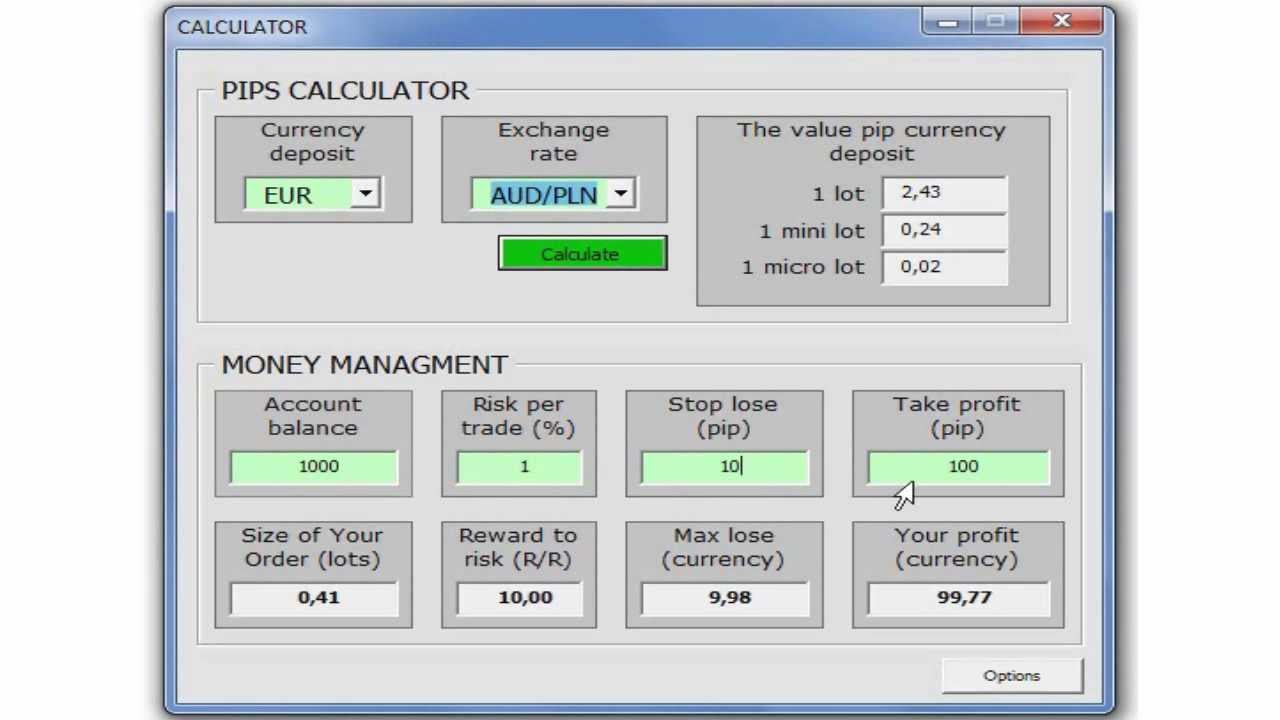 CALCULATOR
PIPS CALCULATOR
Currency
deposit
EUR
Exchange
rate
AUD/PLN
Calculate
The value pip currency
deposit
1 lot 2,43
1 mini lot 0,24
1 micro lot 0,02
MONEY MANAGMENT
Account
balance
1000
Risk per
trade (%)
1
Stop lose
(pip)
10
Take profit
(pip)
100
Size of Your
Order (lots)
0,41
Reward to
risk (R/R)
10,00
Max lose
(currency)
9,98
Your profit
(currency)
99,77
Options